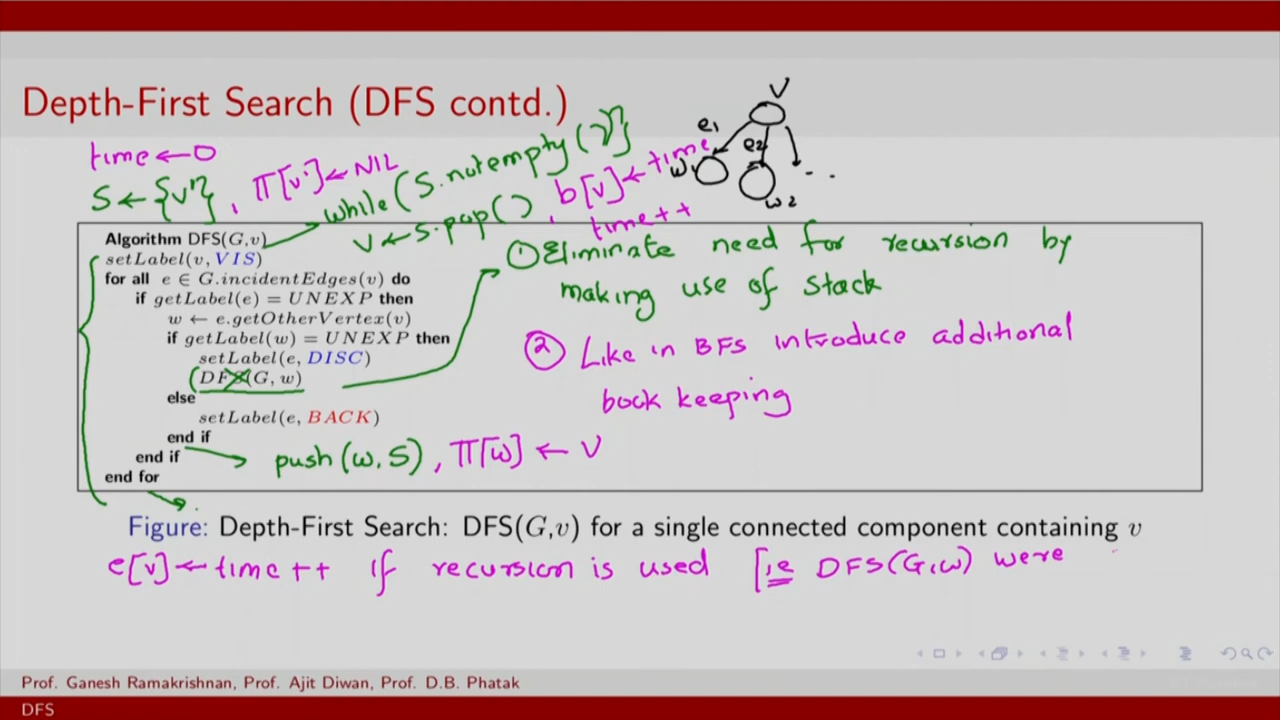 Depth-First Search (DFS contd.)
time ← 0
S ← {v'}, π[v'] ← NIL
while (S.notempty()){
v ← s.pop(), b[v] ← time
time++
V
e1
e2
w1
w2
Algorithm DFS(G,v)
setLabel(v, VIS)
for all e ∈ G.incidentEdges(v) do
if getLabel(e) = UNEXP then
w ← e.getOtherVertex(v)
if getLabel(w) = UNEXP then
setLabel(e, DISC)
(DFS(G, w)
else
setLabel(e, BACK)
end if
end if
end for
① Eliminate need for recursion by
making use of stack
② Like in BFS introduce additional
book keeping
push(w, S), π[w] ← v
Figure: Depth-First Search: DFS(G,v) for a single connected component containing v
e[v] ← time++ if recursion is used [ie DFS(G,w) were
Prof. Ganesh Ramakrishnan, Prof. Ajit Diwan, Prof. D.B. Phatak
DFS